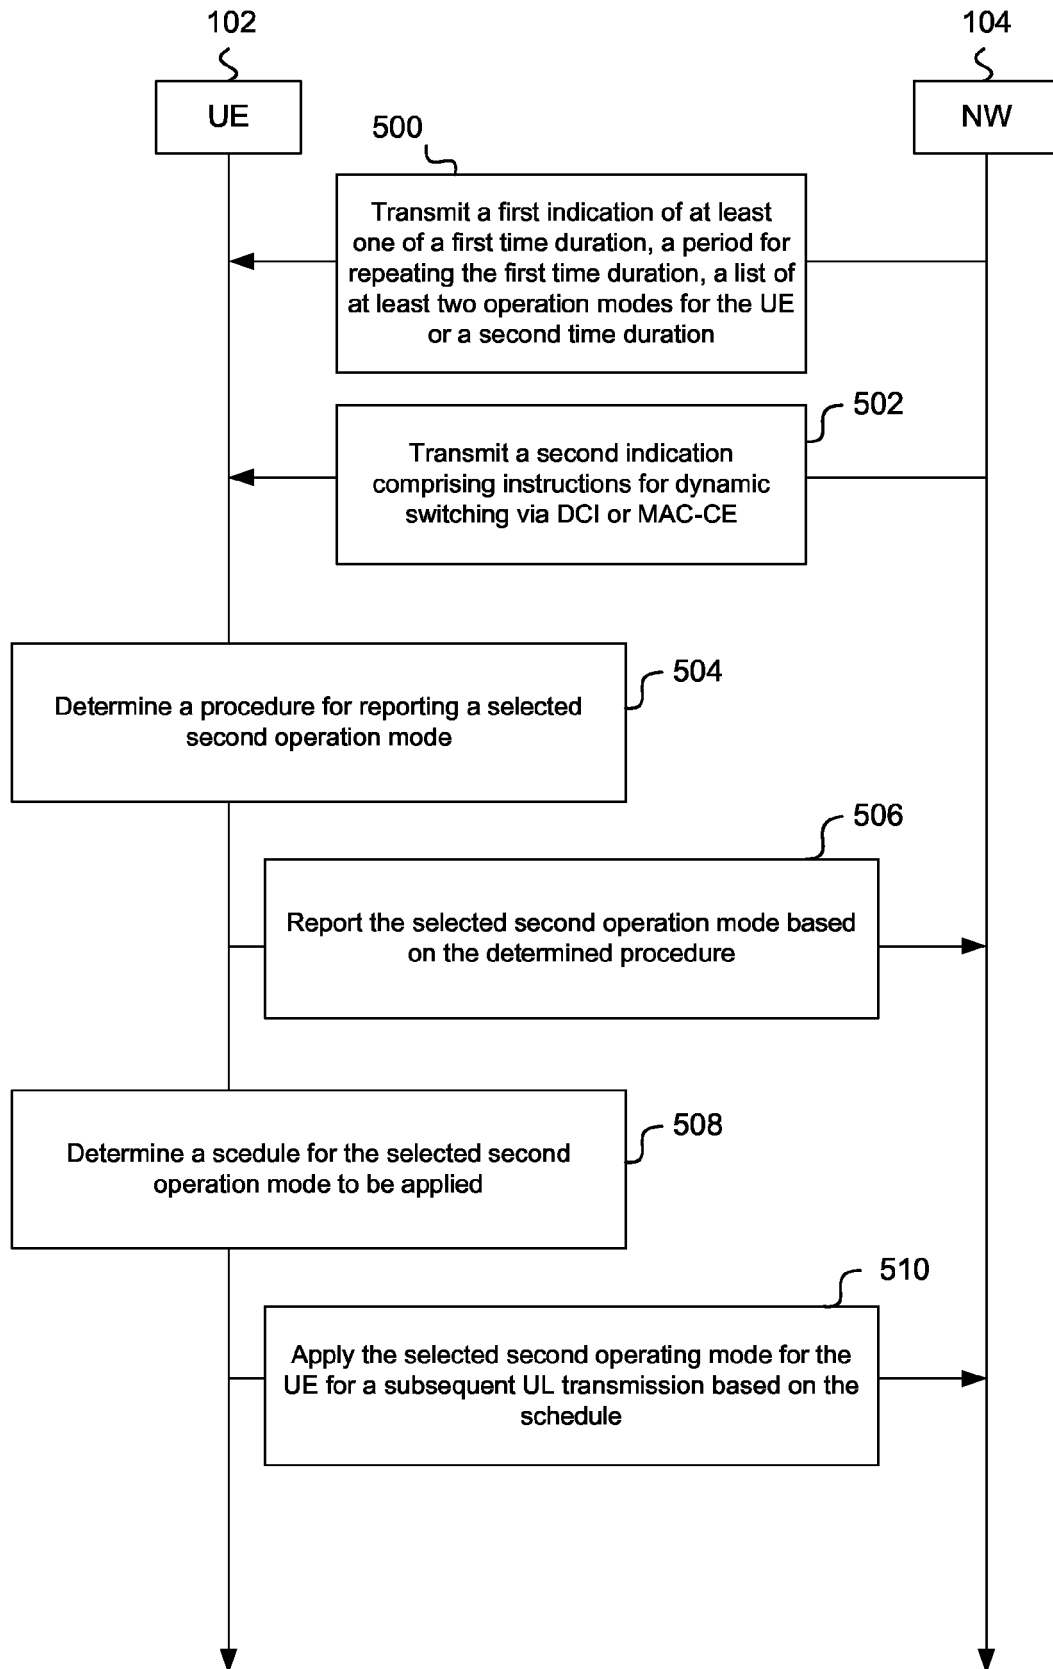 102
104
UE
NW
500
Transmit a first indication of at least
one of a first time duration, a period for
repeating the first time duration, a list of
at least two operation modes for the UE
or a second time duration
502
Transmit a second indication
comprising instructions for dynamic
switching via DCI or MAC-CE
504
Determine a procedure for reporting a selected
second operation mode
506
Report the selected second operation mode based
on the determined procedure
508
Determine a scedule for the selected second
operation mode to be applied
510
Apply the selected second operating mode for the
UE for a subsequent UL transmission based on the
schedule